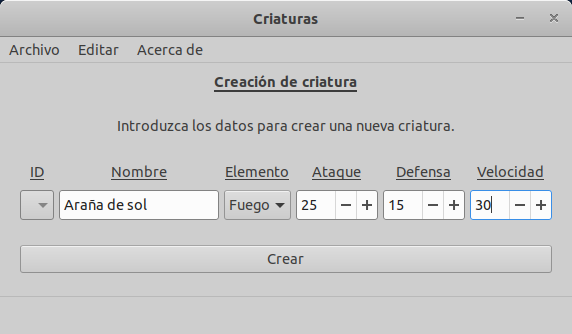 Criaturas
Archivo Editar Acerca de
Creación de criatura
Introduzca los datos para crear una nueva criatura.
ID Nombre Elemento Ataque Defensa Velocidad
Araña de sol Fuego 25 15 30
Crear